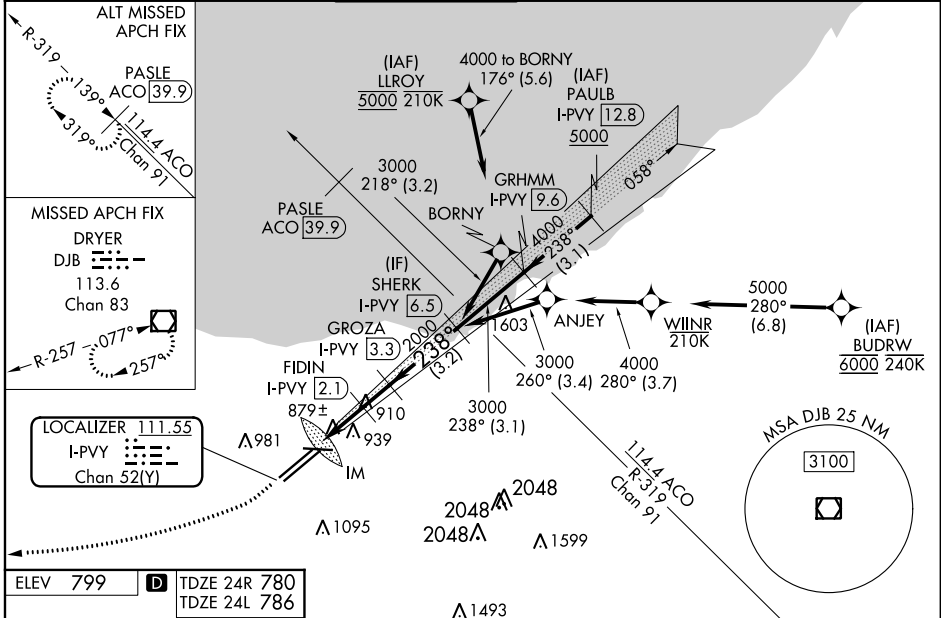 ALT MISSED
APCH FIX
R-319
139°
319°
PASLE
ACO 39.9
114.4 ACO
Chan 91
MISSED APCH FIX
DRYER
DJB
113.6
Chan 83
R-257
077°
257°
LOCALIZER 111.55
I-PVY
Chan 52(Y)
(IAF)
LLROY
5000 210K
4000 to BORNY
176° (5.6)
(IAF)
PAULB
I-PVY 12.8
5000
058°
3000
218° (3.2)
GRHMM
I-PVY 9.6
PASLE
ACO 39.9
BORNY
4000
238°
(3.1)
(IF)
SHERK
I-PVY 6.5
1603
ANJEY
WIINR
210K
5000
280°
(6.8)
(IAF)
BUDRW
6000 240K
GROZA
I-PVY 3.3
2000
238°
(3.2)
3000
260° (3.4)
4000
280° (3.7)
3000
238° (3.1)
FIDIN
I-PVY 2.1
879±
910
939
981
IM
114.4 ACO
R-319
Chan 91
MSA DJB 25 NM
3100
1095
2048
2048
2048
1599
1493
ELEV 799
D
TDZE 24R 780
TDZE 24L 786